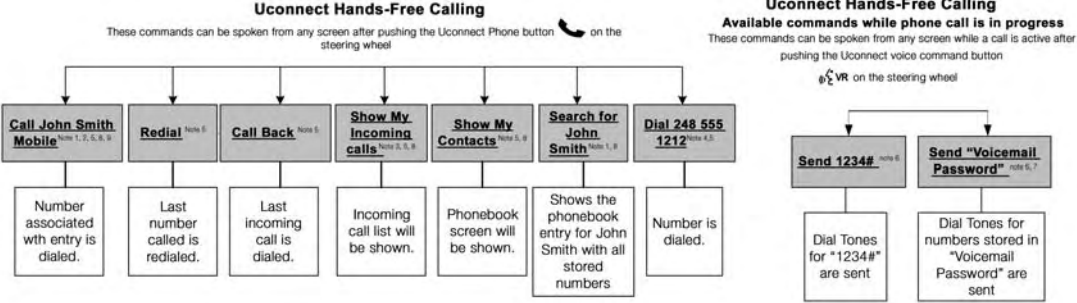 Uconnect Hands-Free Calling
These commands can be spoken from any screen after pushing the Uconnect Phone button on the
steering wheel
Call John Smith
Mobile Note 1, 2, 5, 8, 9
Number
associated
wth entry is
dialed.
Redial Note 5
Last
number
called is
redialed.
Call Back Note 5
Last
incoming
call is
dialed.
Show My
Incoming
calls Note 3, 5, 8
Incoming
call list will
be shown.
Show My
Contacts Note 5, 8
Phonebook
screen will
be shown.
Search for
John
Smith Note 1, 8
Shows the
phonebook
entry for John
Smith with all
stored
numbers
Dial 248 555
1212 Note 4,5
Number is
dialed.
Uconnect Hands-Free Calling
Available commands while phone call is in progress
These commands can be spoken from any screen while a call is active after
pushing the Uconnect voice command button
VR on the steering wheel
Send 1234# note 6
Dial Tones
for "1234#"
are sent
Send "Voicemail
Password" note 6, 7
Dial Tones for
numbers stored in
"Voicemail
Password" are
sent